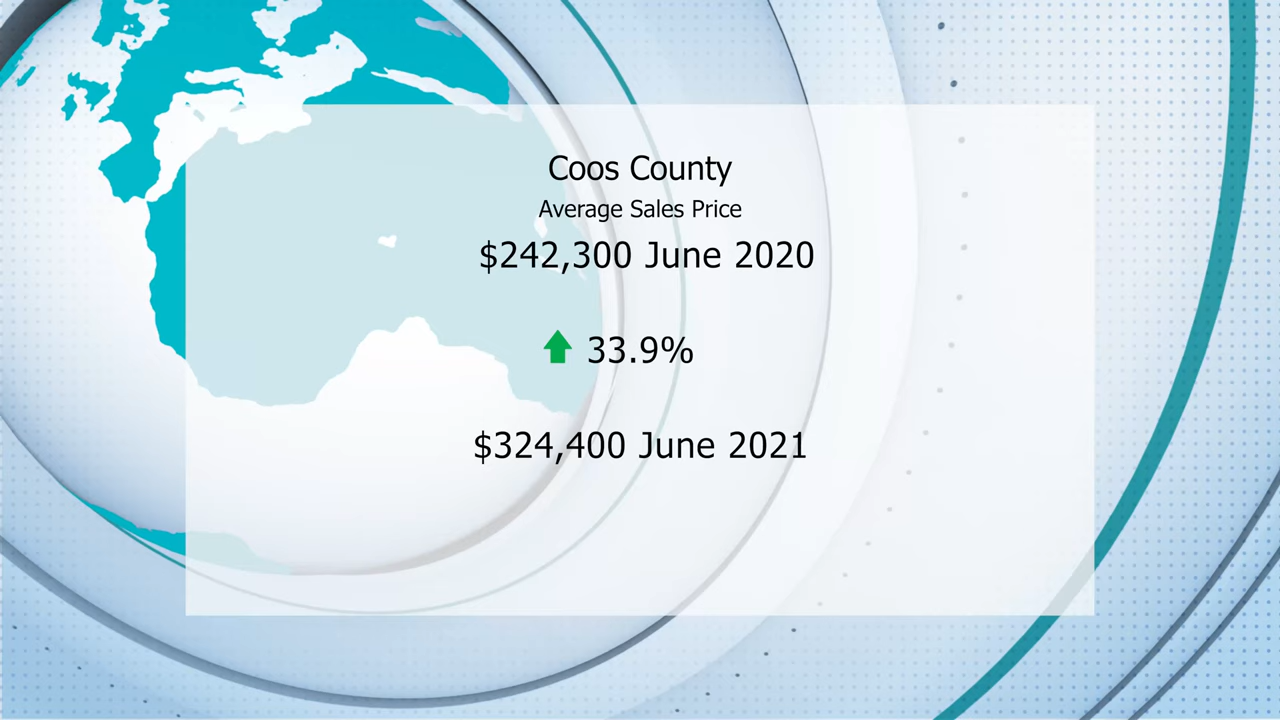 Coos County
Average Sales Price
$242,300 June 2020
33.9%
$324,400 June 2021